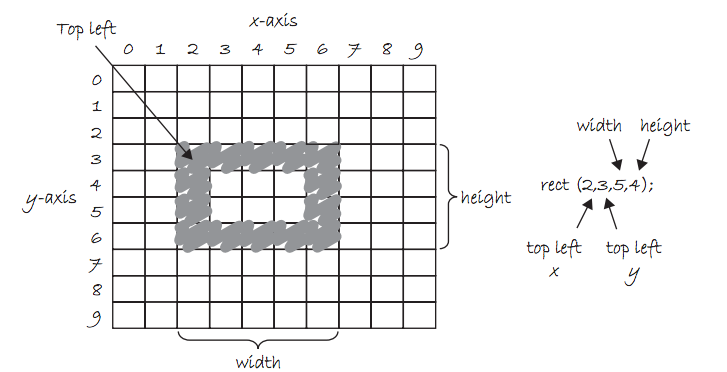 x-axis
Top left
0 1 2 3 4 5 6 7 8 9
0
1
2
3
4
5
6
7
8
9
y-axis
height
width
width height
rect (2,3,5,4);
top left top left
x y